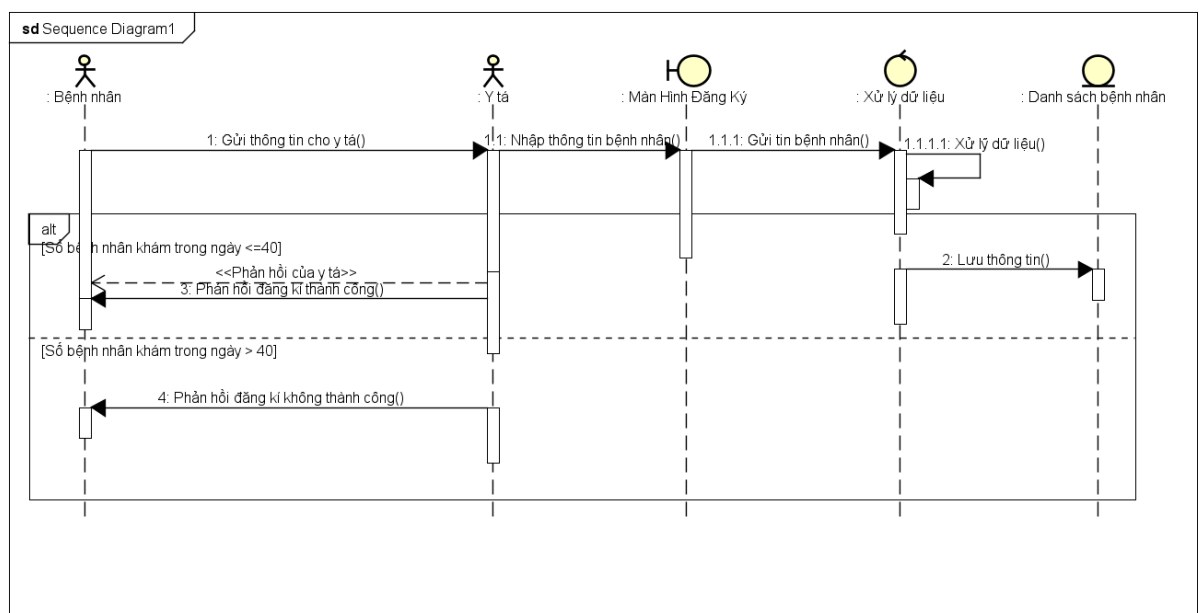 sd Sequence Diagram1
: Bệnh nhân
: Y tá
: Màn Hình Đăng Ký
: Xử lý dữ liệu
: Danh sách bệnh nhân
1: Gửi thông tin cho y tá()
1.1: Nhập thông tin bệnh nhân()
1.1.1: Gửi tin bệnh nhân()
1.1.1.1: Xử lý dữ liệu()
alt
[Số bệnh nhân khám trong ngày <=40]
2: Lưu thông tin()
<<Phản hồi của y tá>>
3: Phản hồi đăng kí thành công()
[Số bệnh nhân khám trong ngày > 40]
4: Phản hồi đăng kí không thành công()